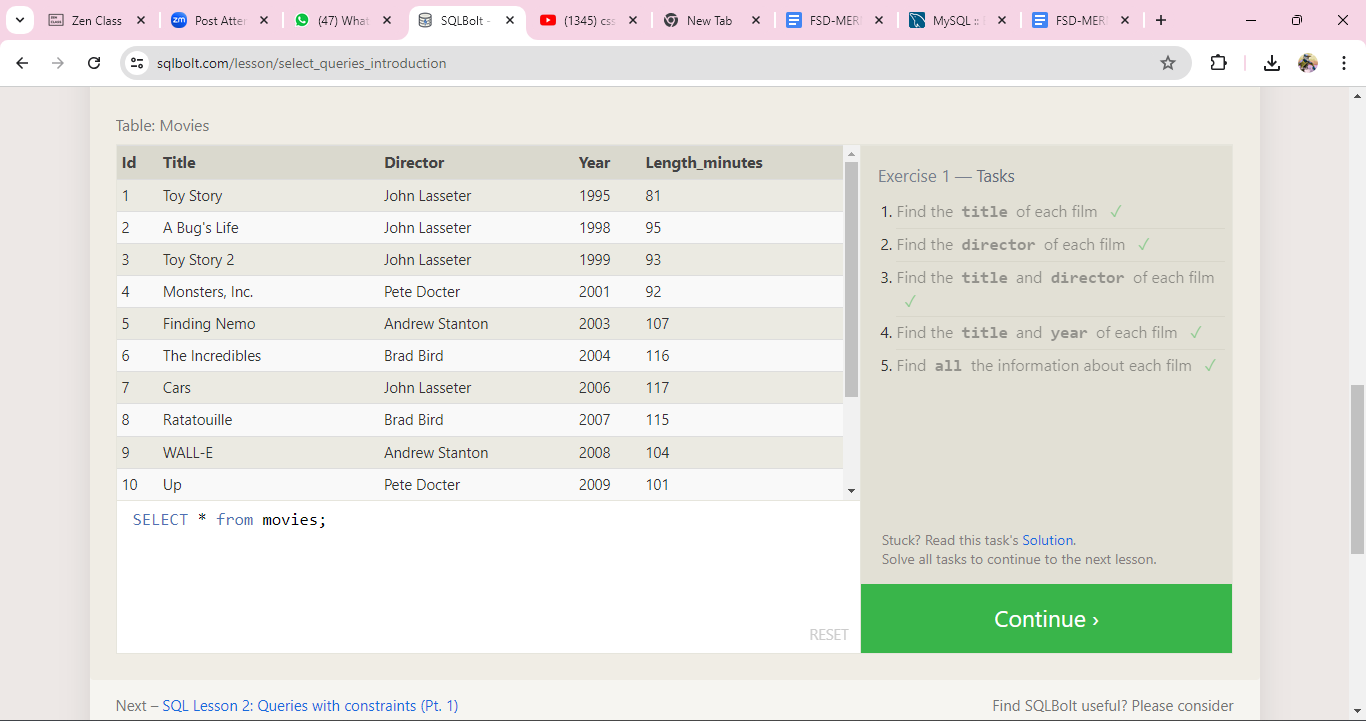 Zen Class
Post Atter
(47) What
SQLBolt -
(1345) css
New Tab
FSD-MER
MySQL ::
FSD-MER
sqlbolt.com/lesson/select_queries_introduction
Table: Movies
Id Title Director Year Length_minutes
1 Toy Story John Lasseter 1995 81
2 A Bug's Life John Lasseter 1998 95
3 Toy Story 2 John Lasseter 1999 93
4 Monsters, Inc. Pete Docter 2001 92
5 Finding Nemo Andrew Stanton 2003 107
6 The Incredibles Brad Bird 2004 116
7 Cars John Lasseter 2006 117
8 Ratatouille Brad Bird 2007 115
9 WALL-E Andrew Stanton 2008 104
10 Up Pete Docter 2009 101
SELECT * from movies;
RESET
Exercise 1 — Tasks
1. Find the title of each film ✓
2. Find the director of each film ✓
3. Find the title and director of each film
✓
4. Find the title and year of each film ✓
5. Find all the information about each film ✓
Stuck? Read this task's Solution.
Solve all tasks to continue to the next lesson.
Continue ›
Next – SQL Lesson 2: Queries with constraints (Pt. 1)
Find SQLBolt useful? Please consider